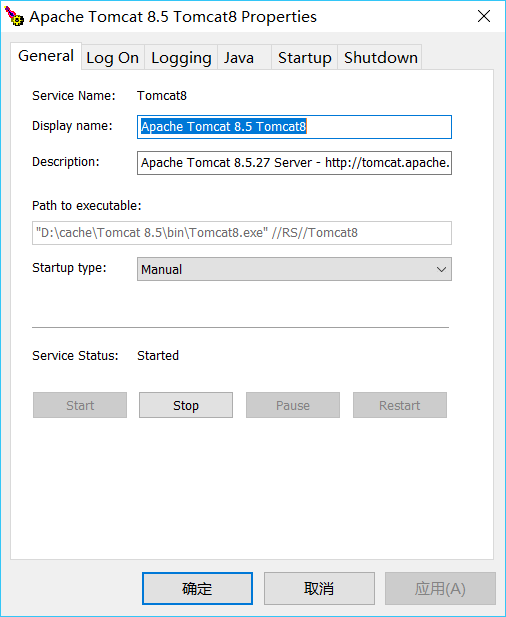 Apache Tomcat 8.5 Tomcat8 Properties
General Log On Logging Java Startup Shutdown
Service Name: Tomcat8
Display name: Apache Tomcat 8.5 Tomcat8
Description: Apache Tomcat 8.5.27 Server - http://tomcat.apache.
Path to executable:
"D:\cache\Tomcat 8.5\bin\Tomcat8.exe" //RS//Tomcat8
Startup type: Manual
Service Status: Started
Start Stop Pause Restart
确定 取消 应用(A)